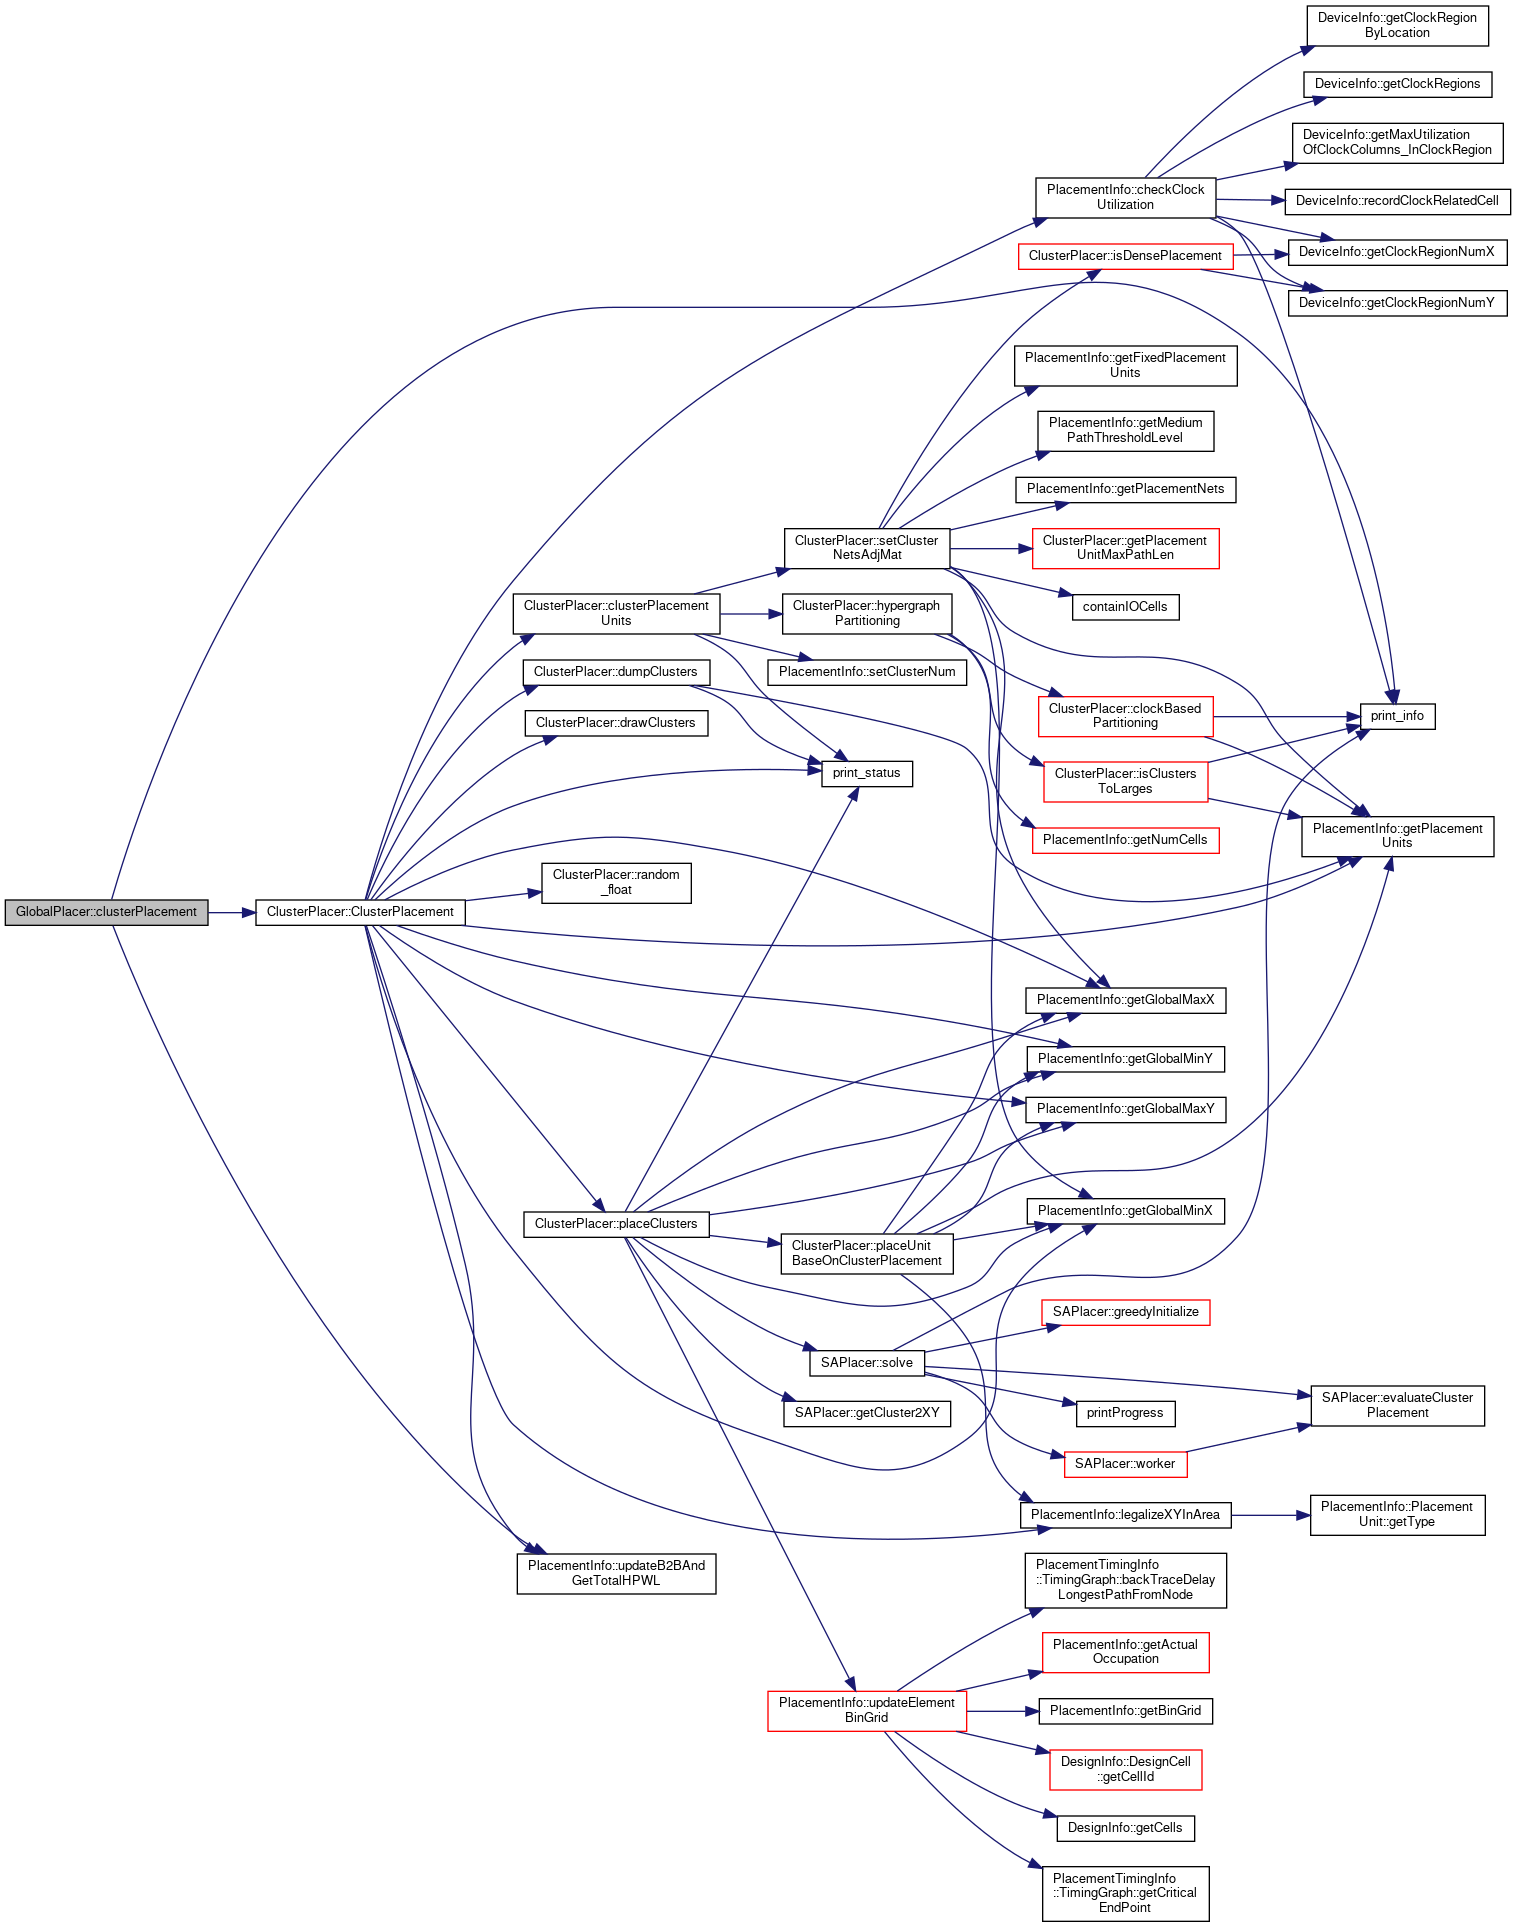 DeviceInfo::getClockRegion
ByLocation
DeviceInfo::getClockRegions
DeviceInfo::getMaxUtilization
OfClockColumns_InClockRegion
PlacementInfo::checkClock
Utilization
DeviceInfo::recordClockRelatedCell
ClusterPlacer::isDensePlacement
DeviceInfo::getClockRegionNumX
DeviceInfo::getClockRegionNumY
PlacementInfo::getFixedPlacement
Units
PlacementInfo::getMedium
PathThresholdLevel
PlacementInfo::getPlacementNets
ClusterPlacer::setCluster
NetsAdjMat
ClusterPlacer::getPlacement
UnitMaxPathLen
ClusterPlacer::clusterPlacement
Units
ClusterPlacer::hypergraph
Partitioning
containIOCells
ClusterPlacer::dumpClusters
PlacementInfo::setClusterNum
ClusterPlacer::clockBased
Partitioning
print_info
ClusterPlacer::drawClusters
print_status
ClusterPlacer::isClusters
ToLarges
PlacementInfo::getNumCells
PlacementInfo::getPlacement
Units
ClusterPlacer::random
_float
GlobalPlacer::clusterPlacement
ClusterPlacer::ClusterPlacement
PlacementInfo::getGlobalMaxX
PlacementInfo::getGlobalMinY
PlacementInfo::getGlobalMaxY
PlacementInfo::getGlobalMinX
ClusterPlacer::placeClusters
ClusterPlacer::placeUnit
BaseOnClusterPlacement
SAPlacer::greedyInitialize
SAPlacer::solve
SAPlacer::getCluster2XY
printProgress
SAPlacer::evaluateCluster
Placement
SAPlacer::worker
PlacementInfo::legalizeXYInArea
PlacementInfo::Placement
Unit::getType
PlacementInfo::updateB2BAnd
GetTotalHPWL
PlacementTimingInfo
::TimingGraph::backTraceDelay
LongestPathFromNode
PlacementInfo::getActual
Occupation
PlacementInfo::updateElement
BinGrid
PlacementInfo::getBinGrid
DesignInfo::DesignCell
::getCellId
DesignInfo::getCells
PlacementTimingInfo
::TimingGraph::getCritical
EndPoint